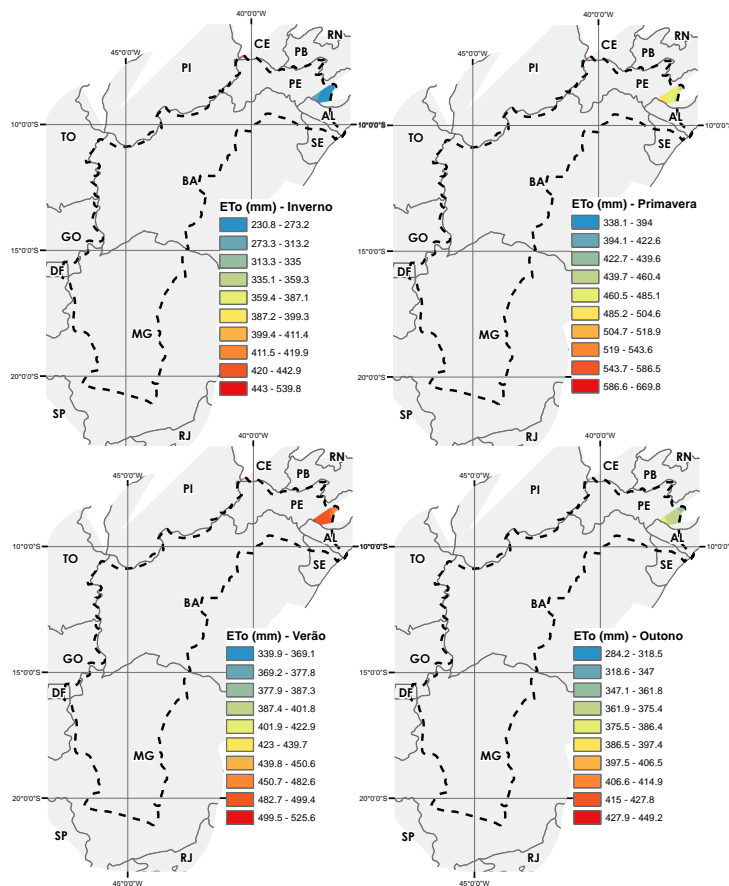 40°0'0"W
40°0'0"W
CE
RN
CE
RN
45°0'0"W
PB
45°0'0"W
PB
PI
PE
PI
PE
AL
AL
10°0'0"S
10°0'0"S
10°0'0"S
TO
SE
TO
SE
BA
BA
ETo (mm) - Inverno
230.8 - 273.2
273.3 - 313.2
313.3 - 335
335.1 - 359.3
359.4 - 387.1
387.2 - 399.3
399.4 - 411.4
411.5 - 419.9
420 - 442.9
443 - 539.8
ETo (mm) - Primavera
338.1 - 394
394.1 - 422.6
422.7 - 439.6
439.7 - 460.4
460.5 - 485.1
485.2 - 504.6
504.7 - 518.9
519 - 543.6
543.7 - 586.5
586.6 - 669.8
GO
GO
15°0'0"S
15°0'0"S
DF
DF
MG
MG
20°0'0"S
20°0'0"S
SP
SP
RJ
RJ
40°0'0"W
40°0'0"W
CE
RN
CE
RN
45°0'0"W
PB
45°0'0"W
PB
PI
PE
PI
PE
AL
AL
10°0'0"S
10°0'0"S
10°0'0"S
TO
SE
TO
SE
BA
BA
ETo (mm) - Verão
339.9 - 369.1
369.2 - 377.8
377.9 - 387.3
387.4 - 401.8
401.9 - 422.9
423 - 439.7
439.8 - 450.6
450.7 - 482.6
482.7 - 499.4
499.5 - 525.6
ETo (mm) - Outono
284.2 - 318.5
318.6 - 347
347.1 - 361.8
361.9 - 375.4
375.5 - 386.4
386.5 - 397.4
397.5 - 406.5
406.6 - 414.9
415 - 427.8
427.9 - 449.2
GO
GO
15°0'0"S
15°0'0"S
DF
DF
MG
MG
20°0'0"S
20°0'0"S
SP
SP
RJ
RJ
45°0'0"W
45°0'0"W